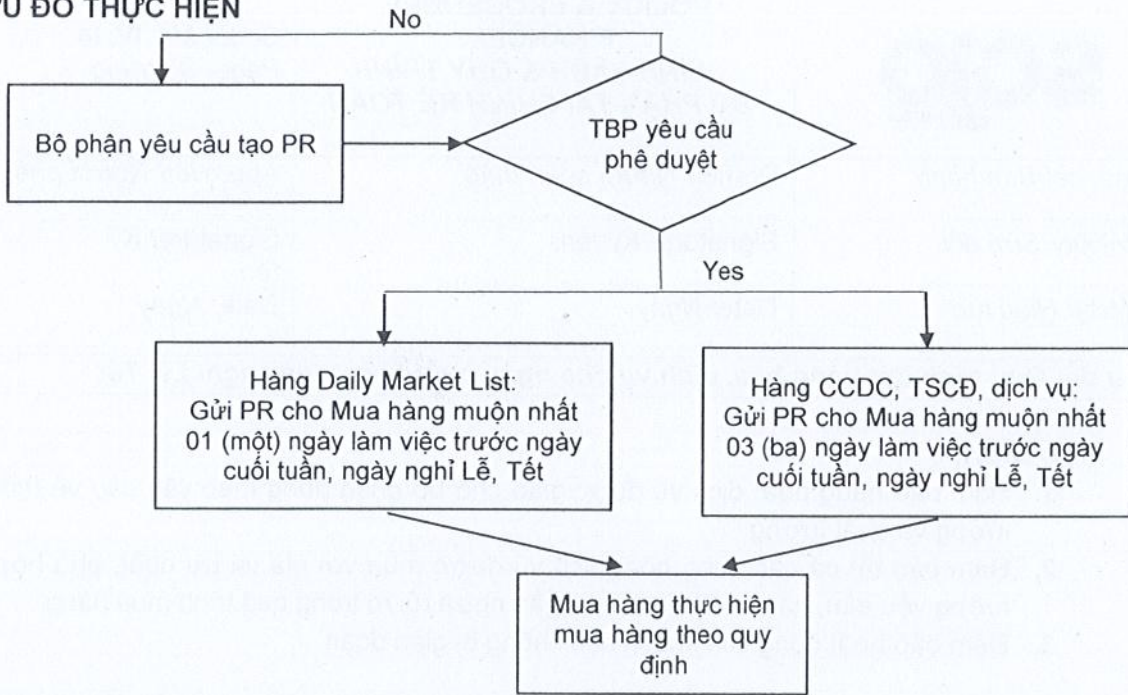 ƯU ĐỒ THỰC HIỆN
No
Bộ phận yêu cầu tạo PR
TBP yêu cầu
phê duyệt
Yes
Hàng Daily Market List:
Gửi PR cho Mua hàng muộn nhất
01 (một) ngày làm việc trước ngày
cuối tuần, ngày nghỉ Lễ, Tết
Hàng CCDC, TSCĐ, dịch vụ:
Gửi PR cho Mua hàng muộn nhất
03 (ba) ngày làm việc trước ngày
cuối tuần, ngày nghỉ Lễ, Tết
Mua hàng thực hiện
mua hàng theo quy
định